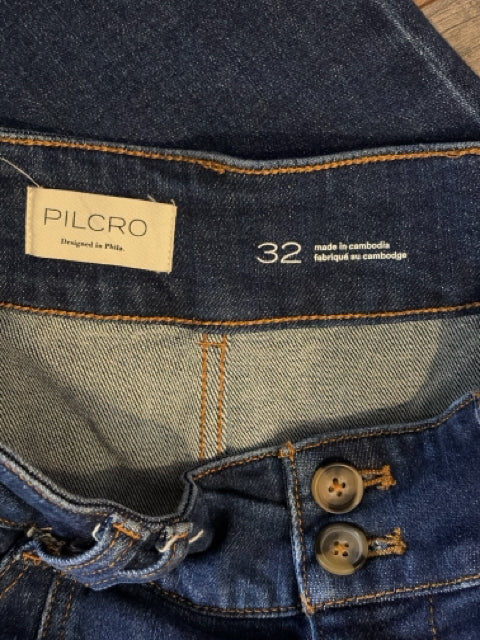 PILCRO
Designed in Phila.
32
made in cambodia
fabriqué au cambodge